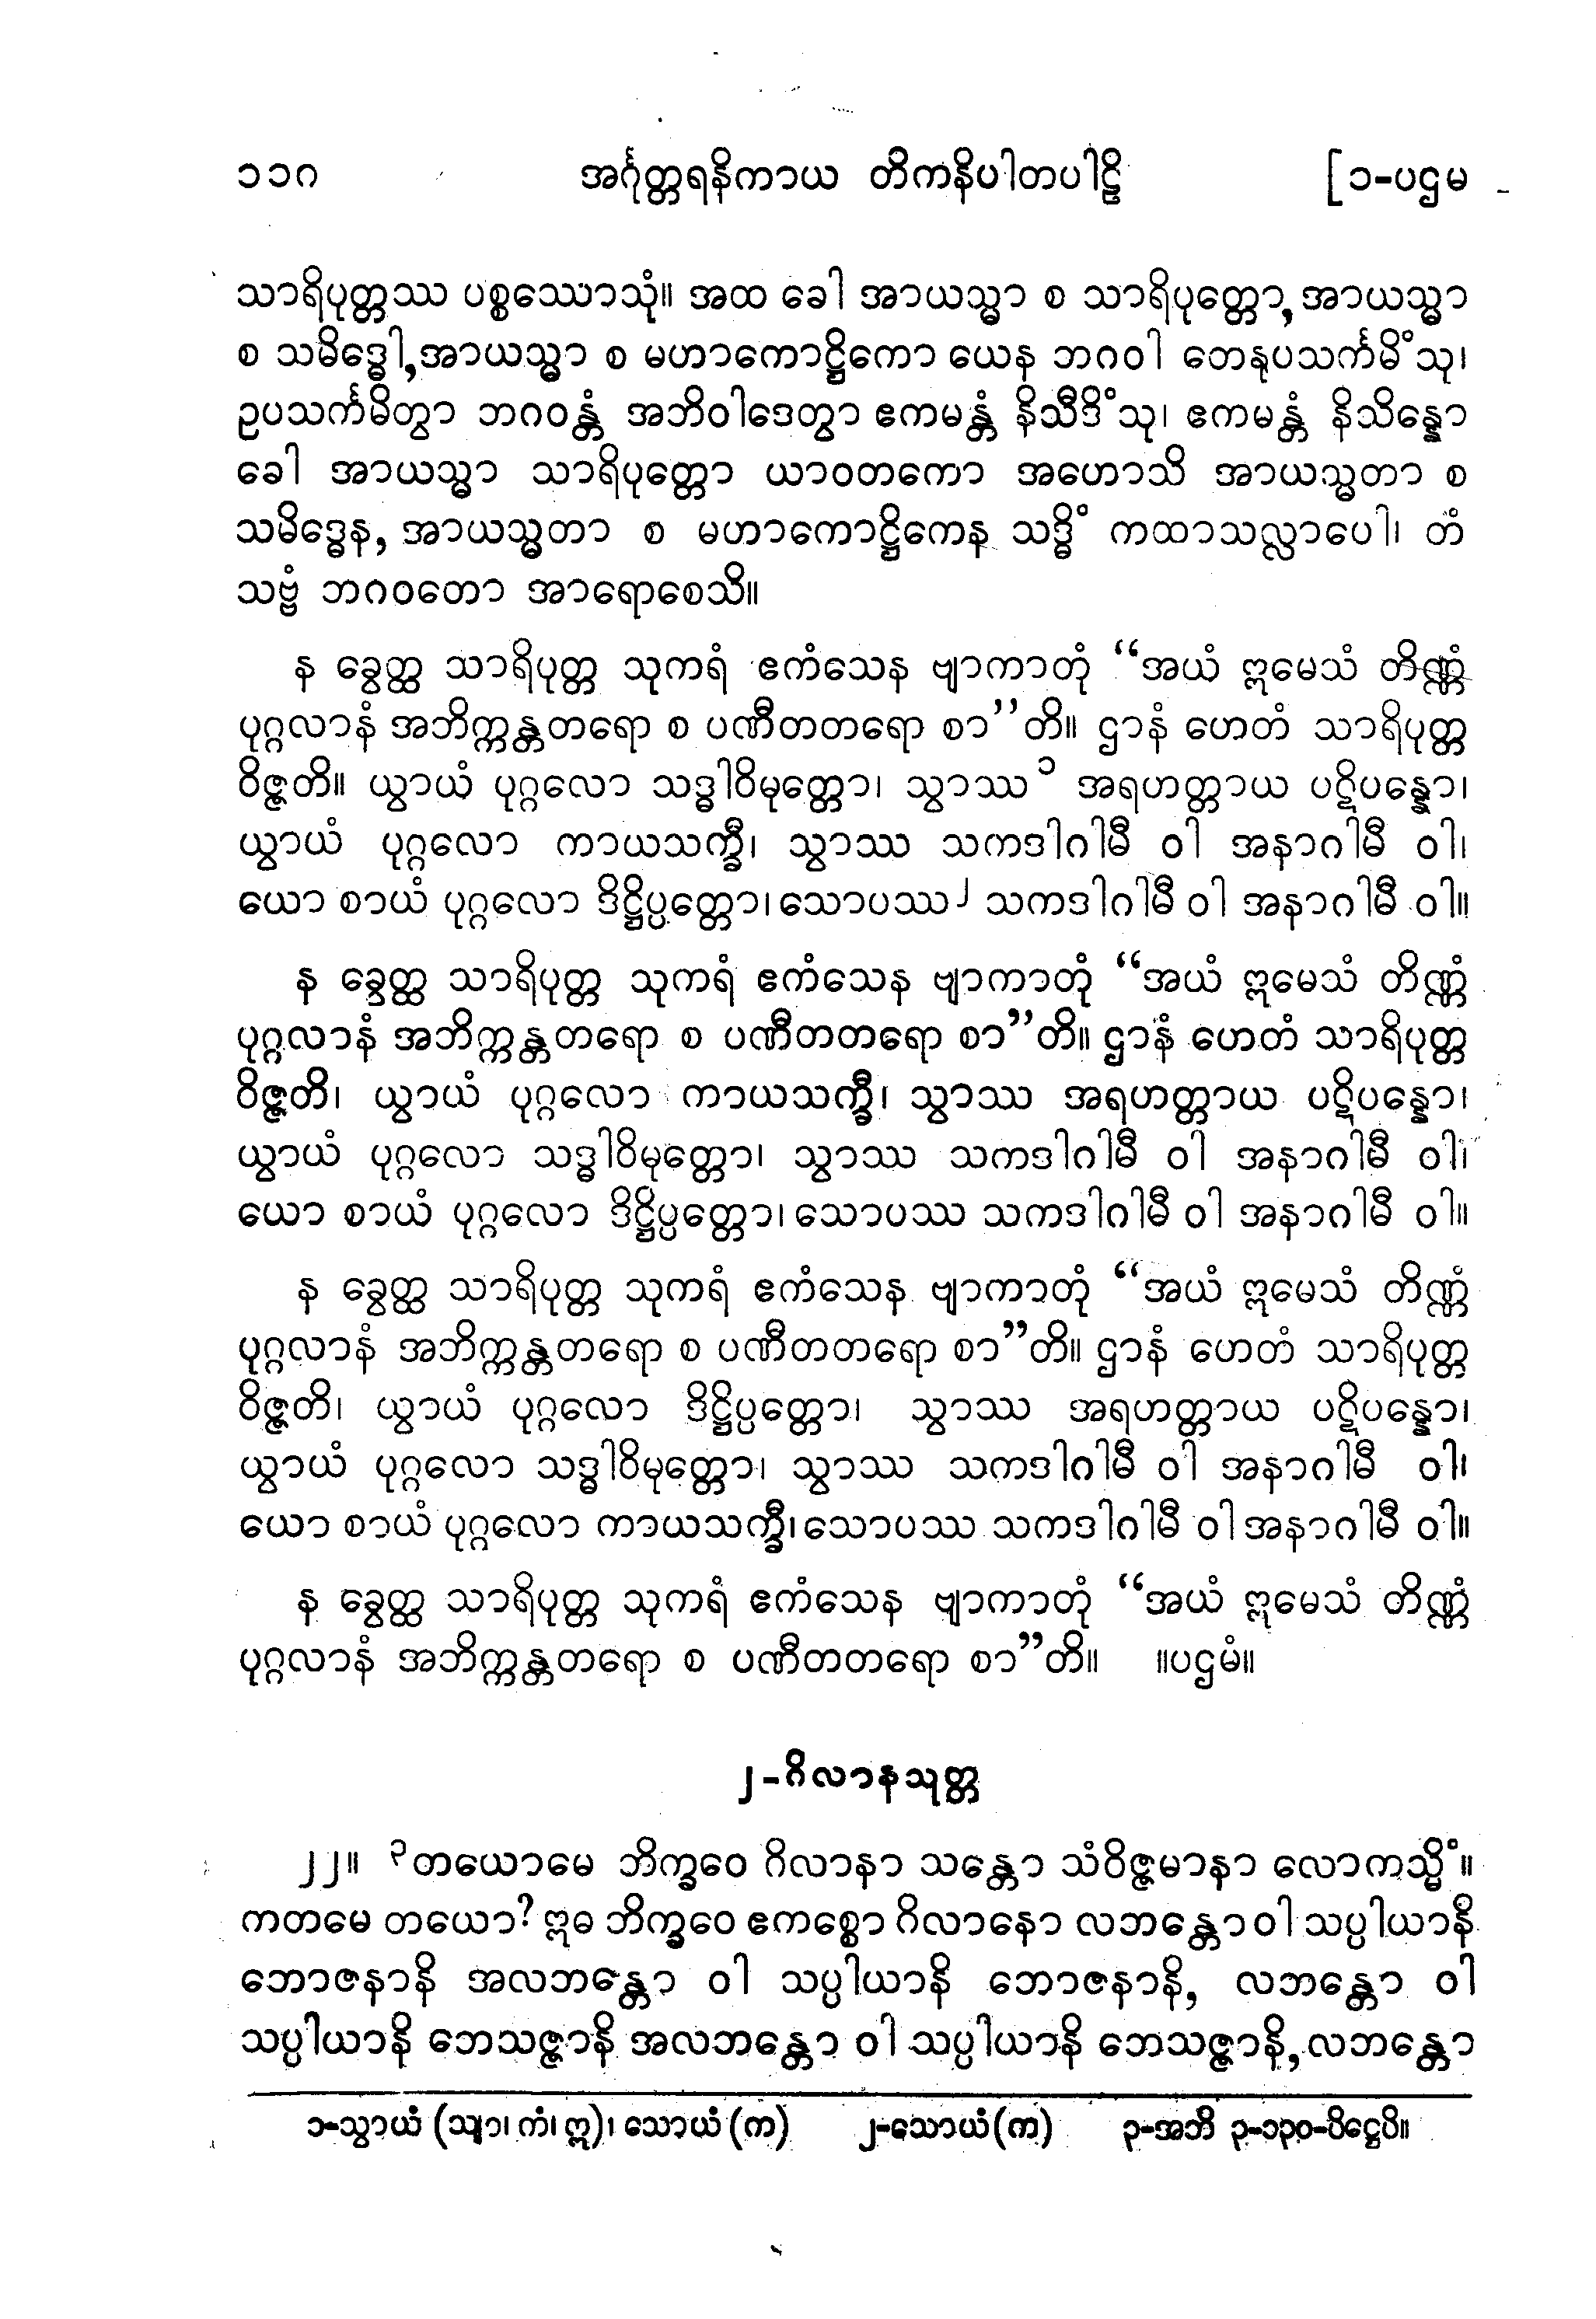 ၁၁ဂ အင်္ဂုတ္တရနိကာယ တိကနိပါတပါဠိ [၁-ပဌမ
သာရိပုတ္တဿ ပစ္စဿောသုံ။ အထ ခေါ အာယသ္မာ စ သာရိပုတ္တော, အာယသ္မာ
စ သမိဒ္ဓေါ, အာယသ္မာ စ မဟာကောဋ္ဌိကော ယေန ဘဂဝါ တေနုပသင်္ကမိံသု၊
ဥပသင်္ကမိတွာ ဘဂဝန္တံ အဘိဝါဒေတွာ ဧကမန္တံ နိသီဒိံသု၊ ဧကမန္တံ နိသိန္နော
ခေါ အာယသ္မာ သာရိပုတ္တော ယာဝတကော အဟောသိ အာယသ္မတာ စ
သမိဒ္ဓေန, အာယသ္မတာ စ မဟာကောဋ္ဌိကေန သဒ္ဓိံ ကထာသလ္လာပေါ၊ တံ
သဗ္ဗံ ဘဂဝတော အာရောစေသိ။
န ခွေတ္ထ သာရိပုတ္တ သုကရံ ဧကံသေန ဗျာကာတုံ “အယံ ဣမေသံ တိဏ္ဏံ
ပုဂ္ဂလာနံ အဘိက္ကန္တတရော စ ပဏီတတရော စာ”တိ။ ဌာနံ ဟေတံ သာရိပုတ္တ
ဝိဇ္ဇတိ။ ယွာယံ ပုဂ္ဂလော သဒ္ဓါဝိမုတ္တော၊ သွာဿ ၁ အရဟတ္တာယ ပဋိပန္နော၊
ယွာယံ ပုဂ္ဂလော ကာယသက္ခီ၊ သွာဿ သကဒါဂါမီ ဝါ အနာဂါမီ ဝါ၊
ယော စာယံ ပုဂ္ဂလော ဒိဋ္ဌိပ္ပတ္တော၊ သောပဿ ၂ သကဒါဂါမီ ဝါ အနာဂါမီ ဝါ။
န ခွေတ္ထ သာရိပုတ္တ သုကရံ ဧကံသေန ဗျာကာတုံ “အယံ ဣမေသံ တိဏ္ဏံ
ပုဂ္ဂလာနံ အဘိက္ကန္တတရော စ ပဏီတတရော စာ”တိ။ ဌာနံ ဟေတံ သာရိပုတ္တ
ဝိဇ္ဇတိ၊ ယွာယံ ပုဂ္ဂလော ကာယသက္ခီ၊ သွာဿ အရဟတ္တာယ ပဋိပန္နော၊
ယွာယံ ပုဂ္ဂလော သဒ္ဓါဝိမုတ္တော၊ သွာဿ သကဒါဂါမီ ဝါ အနာဂါမီ ဝါ၊
ယော စာယံ ပုဂ္ဂလော ဒိဋ္ဌိပ္ပတ္တော၊ သောပဿ သကဒါဂါမီ ဝါ အနာဂါမီ ဝါ။
န ခွေတ္ထ သာရိပုတ္တ သုကရံ ဧကံသေန ဗျာကာတုံ “အယံ ဣမေသံ တိဏ္ဏံ
ပုဂ္ဂလာနံ အဘိက္ကန္တတရော စ ပဏီတတရော စာ”တိ။ ဌာနံ ဟေတံ သာရိပုတ္တ
ဝိဇ္ဇတိ၊ ယွာယံ ပုဂ္ဂလော ဒိဋ္ဌိပ္ပတ္တော၊ သွာဿ အရဟတ္တာယ ပဋိပန္နော၊
ယွာယံ ပုဂ္ဂလော သဒ္ဓါဝိမုတ္တော၊ သွာဿ သကဒါဂါမီ ဝါ အနာဂါမီ ဝါ၊
ယော စာယံ ပုဂ္ဂလော ကာယသက္ခီ၊ သောပဿ သကဒါဂါမီ ဝါ အနာဂါမီ ဝါ။
န ခွေတ္ထ သာရိပုတ္တ သုကရံ ဧကံသေန ဗျာကာတုံ “အယံ ဣမေသံ တိဏ္ဏံ
ပုဂ္ဂလာနံ အဘိက္ကန္တတရော စ ပဏီတတရော စာ”တိ။ ။ပဌမံ။
၂-ဂိလာနသုတ္တ
၂၂။ ၃တယောမေ ဘိက္ခဝေ ဂိလာနာ သန္တော သံဝိဇ္ဇမာနာ လောကသ္မိံ။
ကတမေ တယော? ဣဓ ဘိက္ခဝေ ဧကစ္စော ဂိလာနော လဘန္တော ဝါ သပ္ပါယာနိ
ဘောဇနာနိ အလဘန္တော ဝါ သပ္ပါယာနိ ဘောဇနာနိ, လဘန္တော ဝါ
သပ္ပါယာနိ ဘေသဇ္ဇာနိ အလဘန္တော ဝါ သပ္ပါယာနိ ဘေသဇ္ဇာနိ, လဘန္တော
၁-သွာယံ (သျာ၊ ကံ၊ ဣ)၊ သောယံ (က) ၂-သောယံ (က) ၃-အဘိ ၃-၁၃၀-ပိဋ္ဌေပိ။